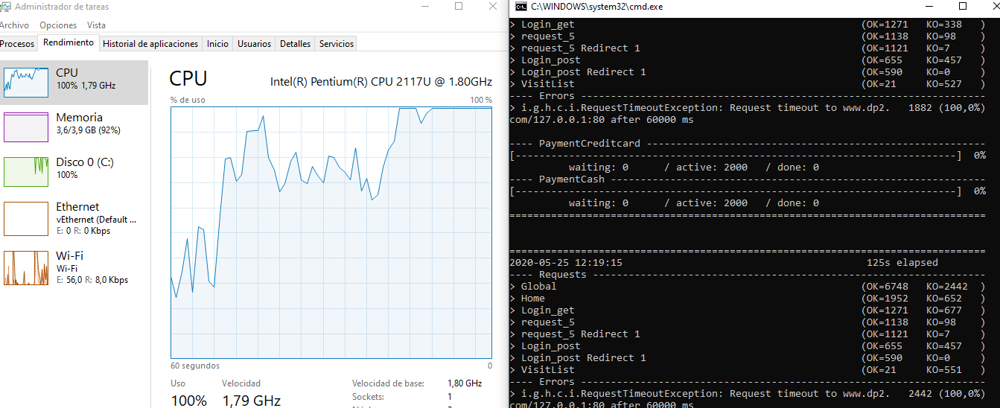 Administrador de tareas
Archivo Opciones Vista
Procesos Rendimiento Historial de aplicaciones Inicio Usuarios Detalles Servicios
CPU
100% 1,79 GHz
Memoria
3,6/3,9 GB (92%)
Disco 0 (C:)
100%
Ethernet
vEthernet (Default ...
E: 0 R: 0 Kbps
Wi-Fi
Wi-Fi
E: 56,0 R: 8,0 Kbps
CPU Intel(R) Pentium(R) CPU 2117U @ 1.80GHz
% de uso 100 %
60 segundos 0
Uso Velocidad Velocidad de base: 1,80 GHz
100% 1,79 GHz Sockets: 1
C:\WINDOWS\system32\cmd.exe
> Login_get (OK=1271 KO=338 )
> request_5 (OK=1138 KO=98 )
> request_5 Redirect 1 (OK=1121 KO=7 )
> Login_post (OK=655 KO=457 )
> Login_post Redirect 1 (OK=590 KO=0 )
> VisitList (OK=21 KO=527 )
---- Errors --------------------------------------------------------------------
> i.g.h.c.i.RequestTimeoutException: Request timeout to www.dp2. 1882 (100,0%)
com/127.0.0.1:80 after 60000 ms
---- PaymentCreditcard ---------------------------------------------------------
[--------------------------------------------------------------------------] 0%
waiting: 0 / active: 2000 / done: 0
---- PaymentCash ---------------------------------------------------------------
[--------------------------------------------------------------------------] 0%
waiting: 0 / active: 2000 / done: 0
================================================================================
================================================================================
2020-05-25 12:19:15 125s elapsed
---- Requests ------------------------------------------------------------------
> Global (OK=6748 KO=2442 )
> Home (OK=1952 KO=652 )
> Login_get (OK=1271 KO=677 )
> request_5 (OK=1138 KO=98 )
> request_5 Redirect 1 (OK=1121 KO=7 )
> Login_post (OK=655 KO=457 )
> Login_post Redirect 1 (OK=590 KO=0 )
> VisitList (OK=21 KO=551 )
---- Errors --------------------------------------------------------------------
> i.g.h.c.i.RequestTimeoutException: Request timeout to www.dp2. 2442 (100,0%)
com/127.0.0.1:80 after 60000 ms